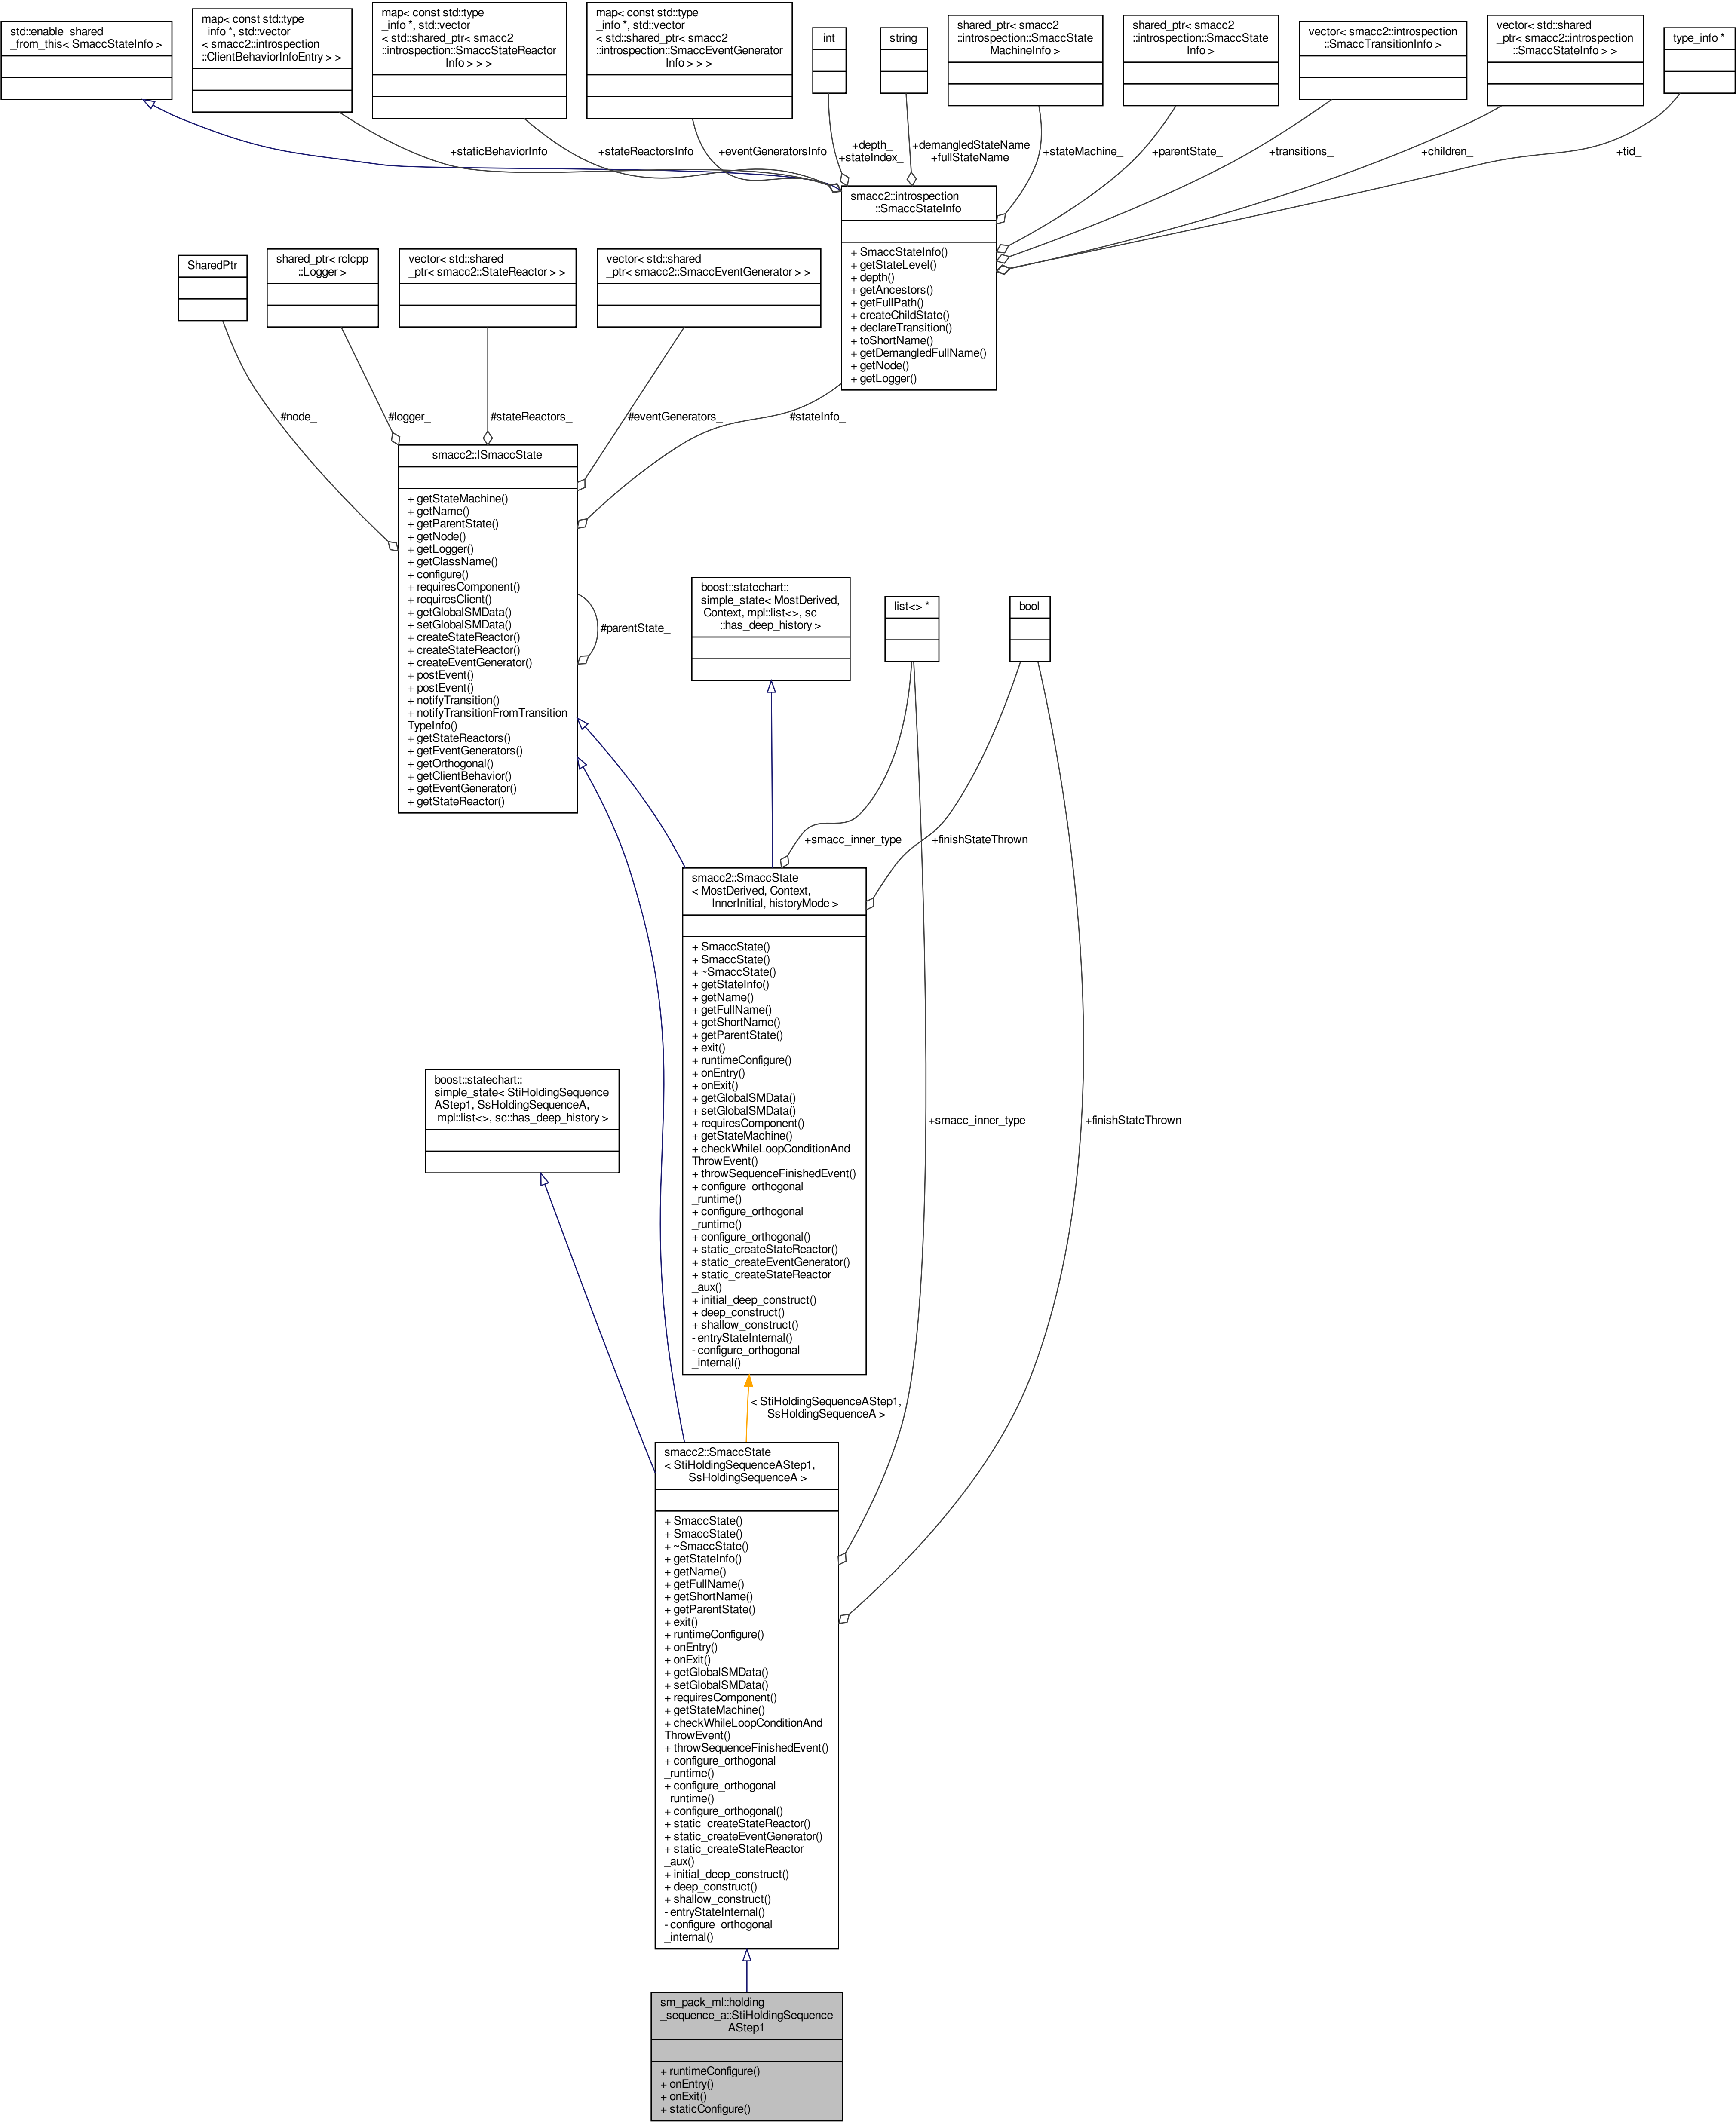 std::enable_shared
_from_this< SmaccStateInfo >
map< const std::type
_info *, std::vector
< smacc2::introspection
::ClientBehaviorInfoEntry > >
map< const std::type
_info *, std::vector
< std::shared_ptr< smacc2
::introspection::SmaccStateReactor
Info > > >
map< const std::type
_info *, std::vector
< std::shared_ptr< smacc2
::introspection::SmaccEventGenerator
Info > > >
int
string
shared_ptr< smacc2
::introspection::SmaccState
MachineInfo >
shared_ptr< smacc2
::introspection::SmaccState
Info >
vector< smacc2::introspection
::SmaccTransitionInfo >
vector< std::shared
_ptr< smacc2::introspection
::SmaccStateInfo > >
type_info *
+staticBehaviorInfo
+stateReactorsInfo
+eventGeneratorsInfo
+depth_
+stateIndex_
+demangledStateName
+fullStateName
+stateMachine_
+parentState_
+transitions_
+children_
+tid_
smacc2::introspection
::SmaccStateInfo
+ SmaccStateInfo()
+ getStateLevel()
+ depth()
+ getAncestors()
+ getFullPath()
+ createChildState()
+ declareTransition()
+ toShortName()
+ getDemangledFullName()
+ getNode()
+ getLogger()
SharedPtr
shared_ptr< rclcpp
::Logger >
vector< std::shared
_ptr< smacc2::StateReactor > >
vector< std::shared
_ptr< smacc2::SmaccEventGenerator > >
#node_
#logger_
#stateReactors_
#eventGenerators_
#stateInfo_
smacc2::ISmaccState
+ getStateMachine()
+ getName()
+ getParentState()
+ getNode()
+ getLogger()
+ getClassName()
+ configure()
+ requiresComponent()
+ requiresClient()
+ getGlobalSMData()
+ setGlobalSMData()
+ createStateReactor()
+ createStateReactor()
+ createEventGenerator()
+ postEvent()
+ postEvent()
+ notifyTransition()
+ notifyTransitionFromTransition
TypeInfo()
+ getStateReactors()
+ getEventGenerators()
+ getOrthogonal()
+ getClientBehavior()
+ getEventGenerator()
+ getStateReactor()
#parentState_
boost::statechart::
simple_state< MostDerived,
Context, mpl::list<>, sc
::has_deep_history >
list<> *
bool
+smacc_inner_type
+finishStateThrown
smacc2::SmaccState
< MostDerived, Context,
InnerInitial, historyMode >
+ SmaccState()
+ SmaccState()
+ ~SmaccState()
+ getStateInfo()
+ getName()
+ getFullName()
+ getShortName()
+ getParentState()
+ exit()
+ runtimeConfigure()
+ onEntry()
+ onExit()
+ getGlobalSMData()
+ setGlobalSMData()
+ requiresComponent()
+ getStateMachine()
+ checkWhileLoopConditionAnd
ThrowEvent()
+ throwSequenceFinishedEvent()
+ configure_orthogonal
_runtime()
+ configure_orthogonal
_runtime()
+ configure_orthogonal()
+ static_createStateReactor()
+ static_createEventGenerator()
+ static_createStateReactor
_aux()
+ initial_deep_construct()
+ deep_construct()
+ shallow_construct()
- entryStateInternal()
- configure_orthogonal
_internal()
boost::statechart::
simple_state< StiHoldingSequence
AStep1, SsHoldingSequenceA,
mpl::list<>, sc::has_deep_history >
+smacc_inner_type
+finishStateThrown
< StiHoldingSequenceAStep1,
SsHoldingSequenceA >
smacc2::SmaccState
< StiHoldingSequenceAStep1,
SsHoldingSequenceA >
+ SmaccState()
+ SmaccState()
+ ~SmaccState()
+ getStateInfo()
+ getName()
+ getFullName()
+ getShortName()
+ getParentState()
+ exit()
+ runtimeConfigure()
+ onEntry()
+ onExit()
+ getGlobalSMData()
+ setGlobalSMData()
+ requiresComponent()
+ getStateMachine()
+ checkWhileLoopConditionAnd
ThrowEvent()
+ throwSequenceFinishedEvent()
+ configure_orthogonal
_runtime()
+ configure_orthogonal
_runtime()
+ configure_orthogonal()
+ static_createStateReactor()
+ static_createEventGenerator()
+ static_createStateReactor
_aux()
+ initial_deep_construct()
+ deep_construct()
+ shallow_construct()
- entryStateInternal()
- configure_orthogonal
_internal()
sm_pack_ml::holding
_sequence_a::StiHoldingSequence
AStep1
+ runtimeConfigure()
+ onEntry()
+ onExit()
+ staticConfigure()